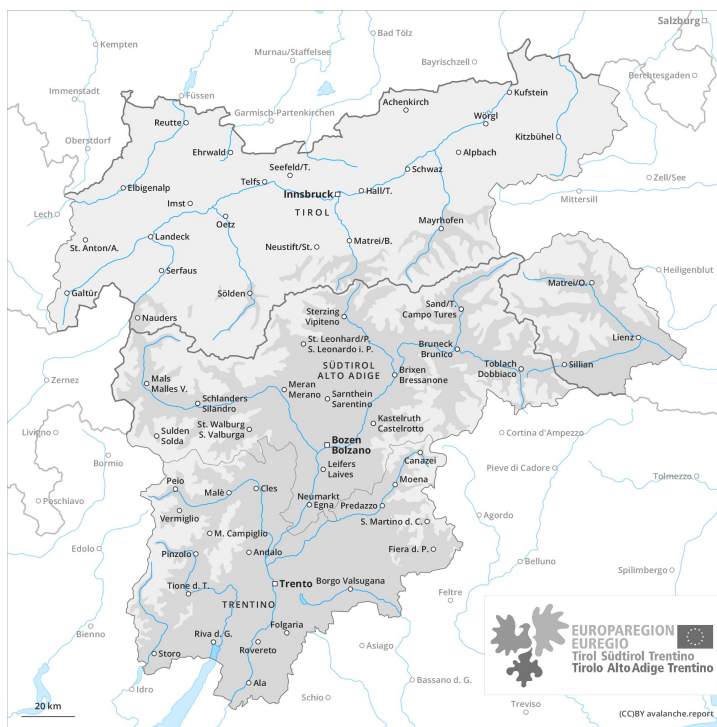 Salzburg
Kempten
Bad Tölz
Murnau/Staffelsee
Bayrischzell
Berchtesgaden
Immenstadt
Füssen
Kufstein
Achenkirch
Garmisch-Partenkirchen
Wörgl
Reutte
Kitzbühel
Oberstdorf
Ehrwald
Alpbach
Seefeld/T.
Schwaz
Zell/See
Telfs
Elbigenalp
Innsbruck
Hall/T.
Mittersill
Imst
TIROL
Lech
Oetz
Mayrhofen
Landeck
St. Anton/A.
Neustift/St.
Matrei/B.
Serfaus
Heiligenblut
Matrei/O.
Galtür
Sölden
Sand/T.
Campo Tures
Nauders
Sterzing
Vipiteno
Lienz
St. Leonhard/P.
S. Leonardo i. P.
Bruneck
Brunico
Toblach
Dobbiaco
Sillian
SÜDTIROL
ALTO ADIGE
Brixen
Bressanone
Zernez
Mals
Malles V.
Meran
Merano
Schlanders
Silandro
Sarnthein
Sarentino
Kastelruth
Castelrotto
St. Walburg
S. Valburga
Livigno
Sulden
Solda
Bozen
Bolzano
Cortina d'Ampezzo
Bormio
Canazei
Leifers
Laives
Pieve di Cadore
Tolmezzo
Peio
Moena
Malè
Cles
Poschiavo
Neumarkt
Egna
Predazzo
Vermiglio
S. Martino d. C.
Agordo
M. Campiglio
Edolo
Pinzolo
Andalo
Fiera d. P.
Belluno
Spilimbergo
Tione d. T.
Trento
Borgo Valsugana
Feltre
TRENTINO
Folgaria
Bienno
Riva d. G.
Rovereto
Asiago
Storo
Bassano d. G.
Ala
Idro
Schio
Treviso
EUROPAREGION
EUREGIO
Tirol Südtirol Trentino
Tirolo Alto Adige Trentino
20 km
(CC)BY avalanche.report